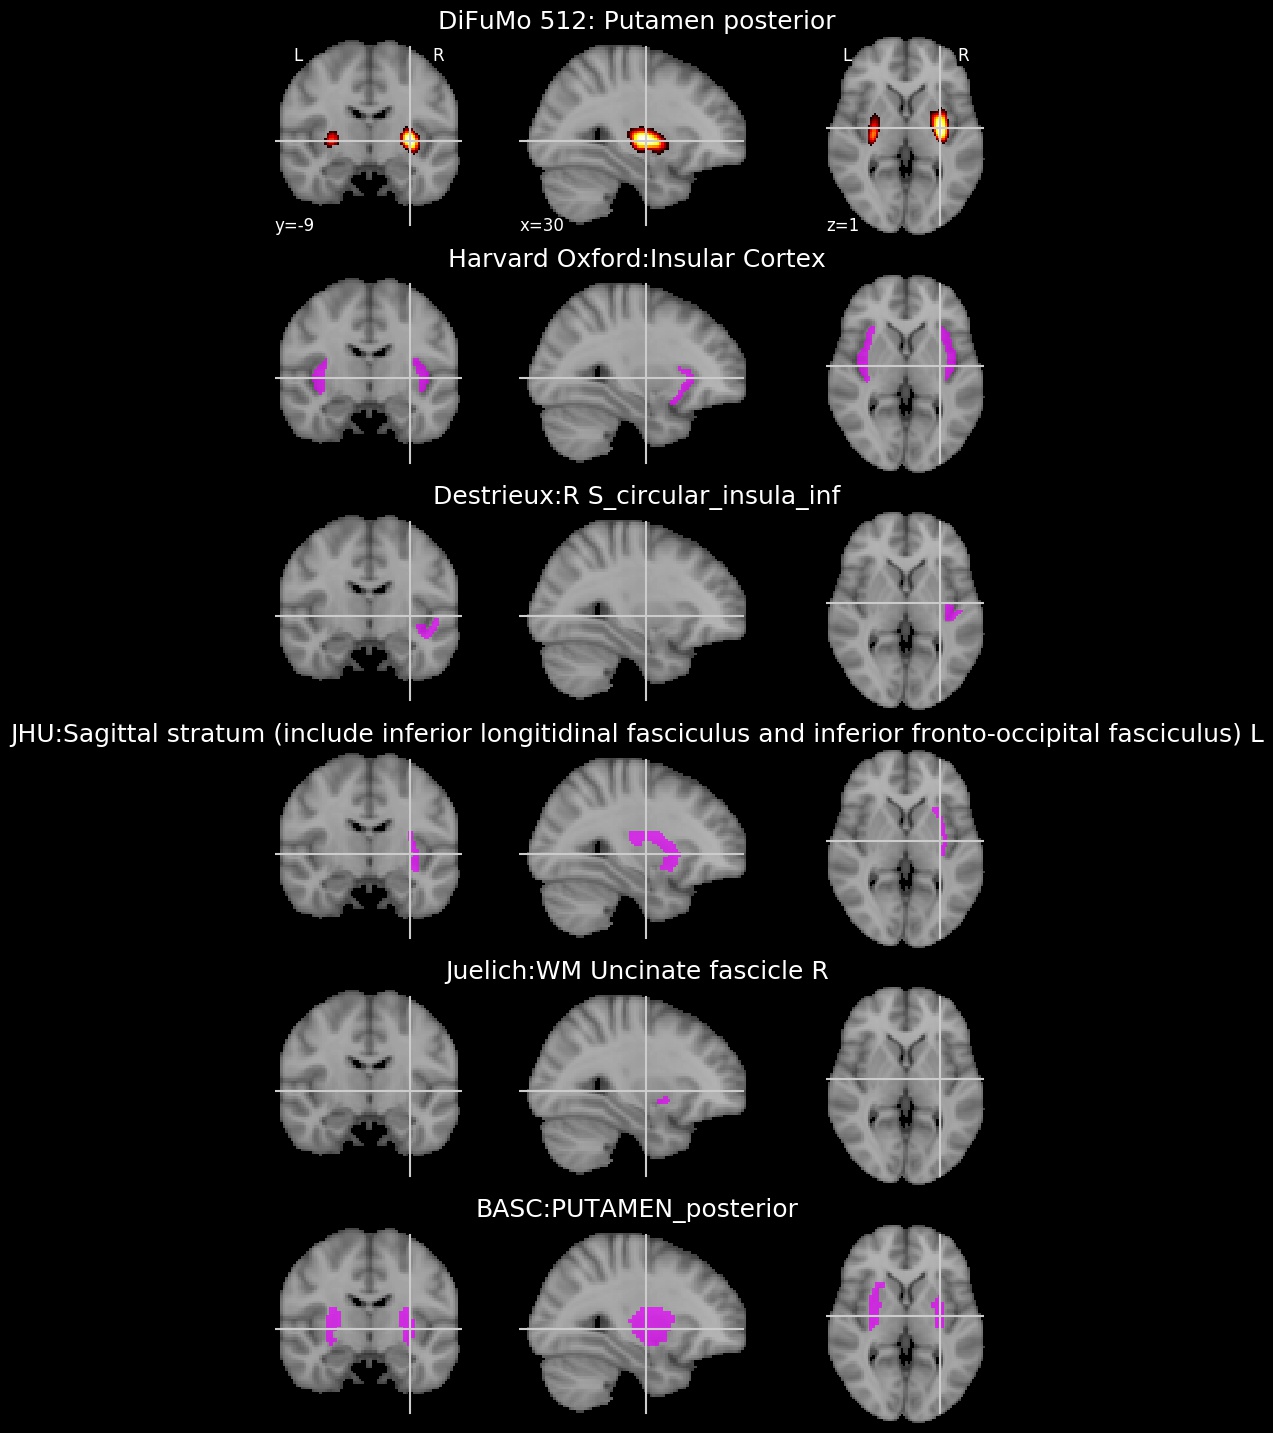 DiFuMo 512: Putamen posterior
L R L R
y=-9 x=30 z=1
Harvard Oxford:Insular Cortex
Destrieux:R S_circular_insula_inf
JHU:Sagittal stratum (include inferior longitidinal fasciculus and inferior fronto-occipital fasciculus) L
Juelich:WM Uncinate fascicle R
BASC:PUTAMEN_posterior